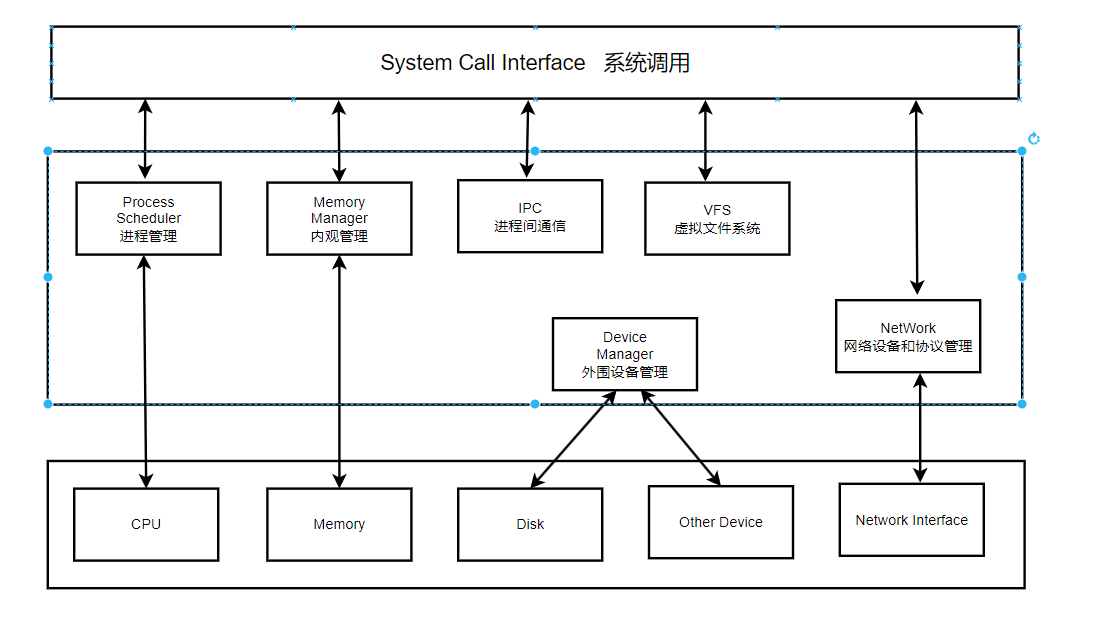 System Call Interface 系统调用
Process
Scheduler
进程管理
Memory
Manager
内观管理
IPC
进程间通信
VFS
虚拟文件系统
Device
Manager
外围设备管理
NetWork
网络设备和协议管理
CPU
Memory
Disk
Other Device
Network Interface